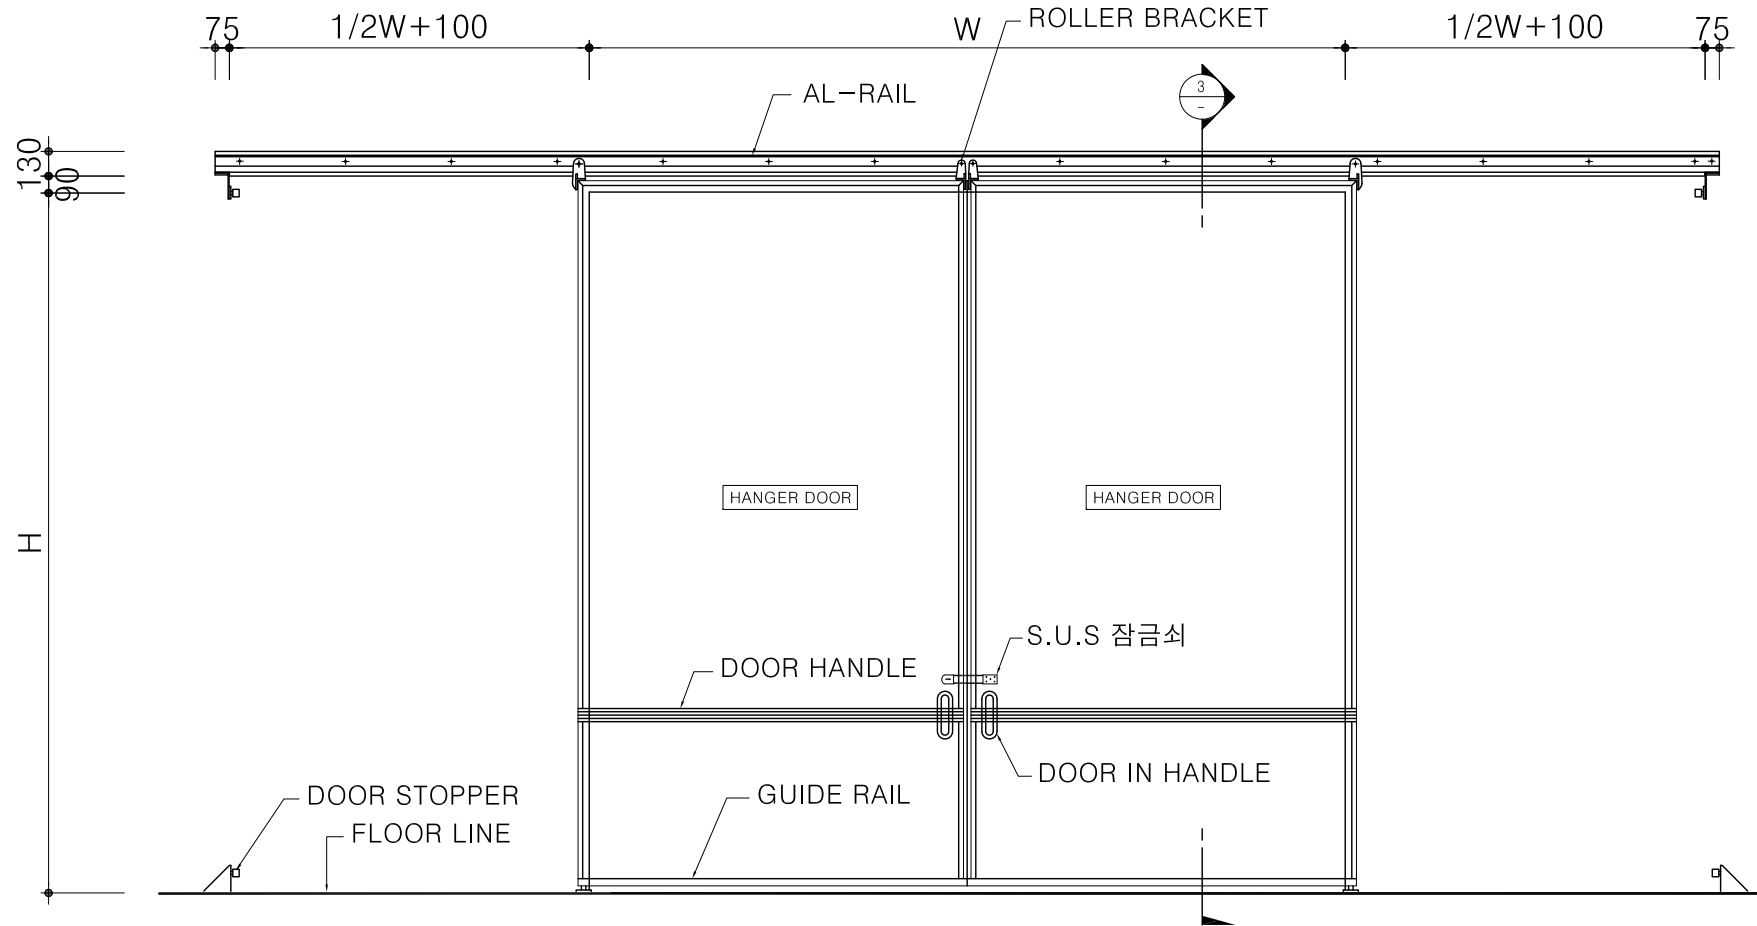 75
1/2W+100
W
ROLLER BRACKET
1/2W+100
75
AL-RAIL
3
-
130
90
HANGER DOOR
HANGER DOOR
H
S.U.S 잠금쇠
DOOR HANDLE
DOOR IN HANDLE
DOOR STOPPER
GUIDE RAIL
FLOOR LINE